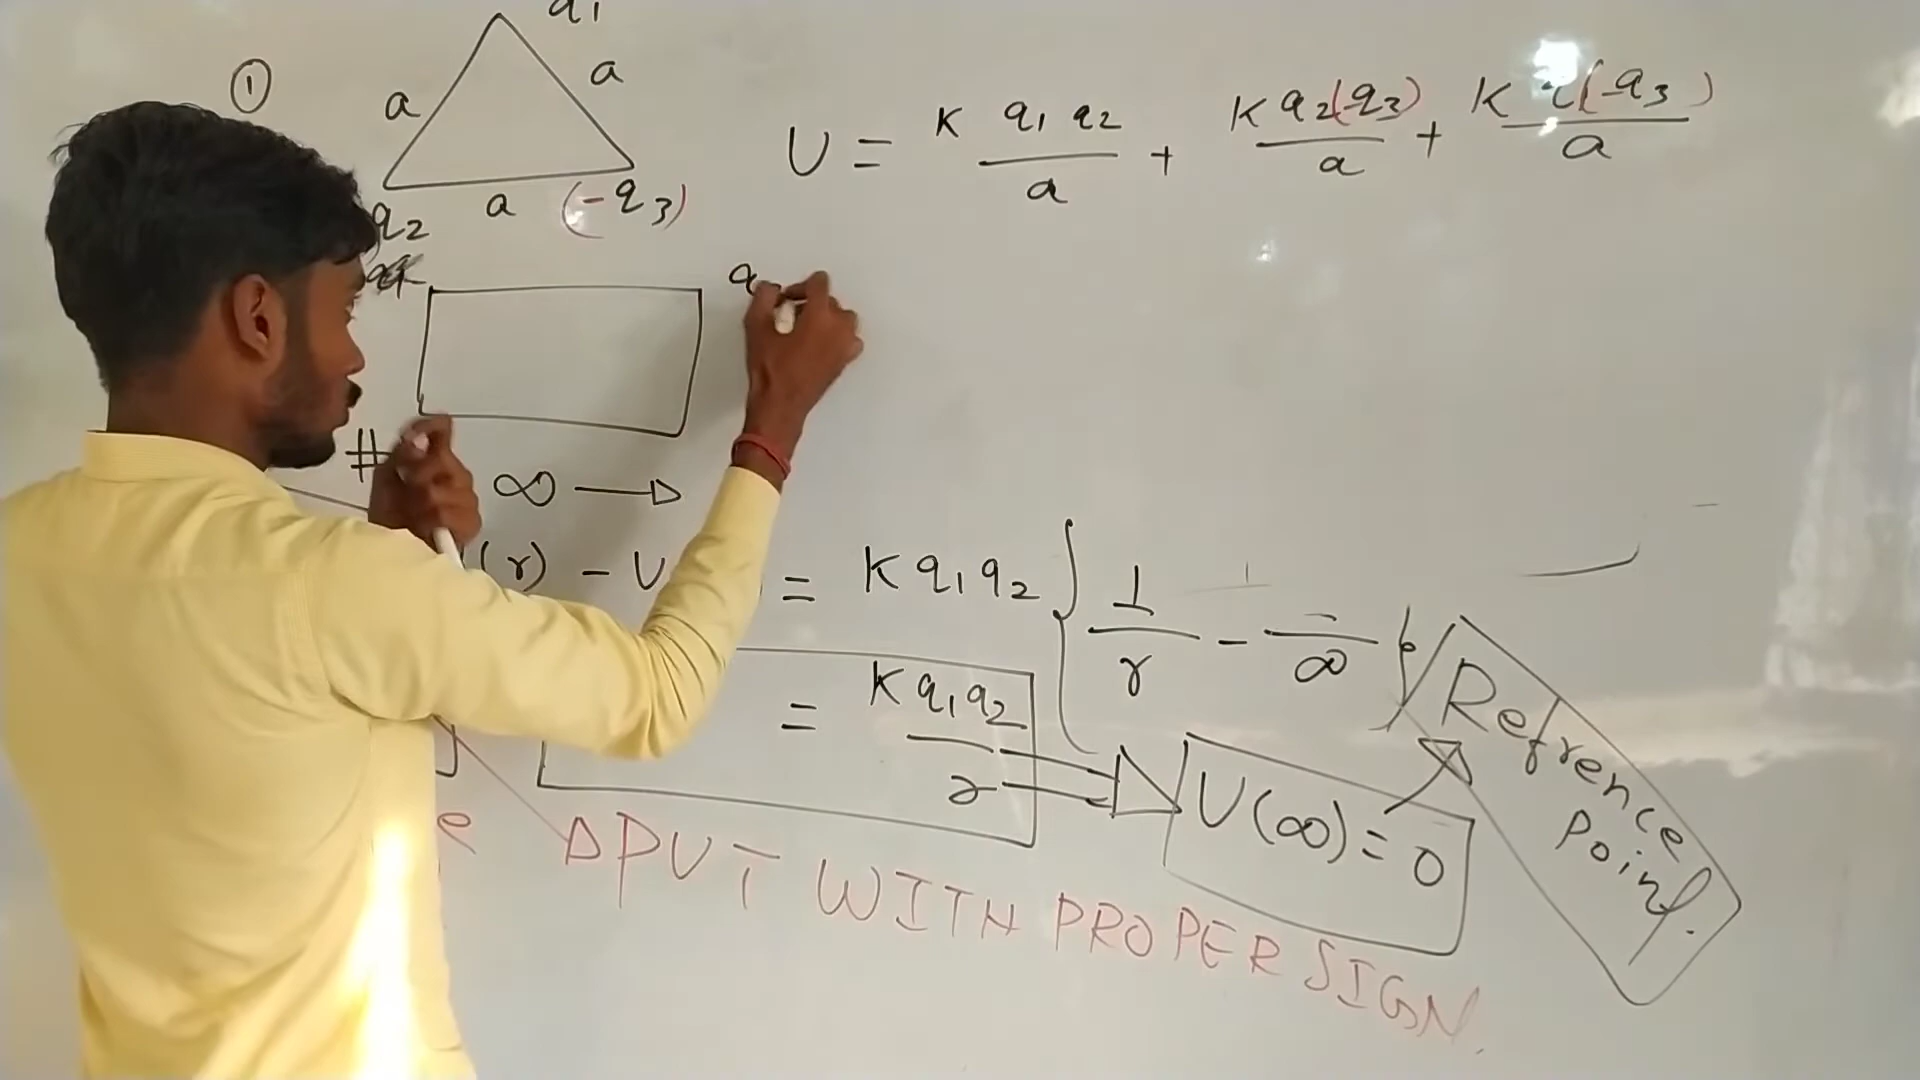 ①
q1
a
a
U = K q1 q2 / a + K q2(-q3) / a + K q1(-q3) / a
a
(-q3)
q2
q
#
∞ →
(r) - U = K q1 q2 { 1/r - 1/∞ }
= K q1 q2 / r
U(∞) = 0
Refrence
Point.
PUT WITH PROPER SIGN.